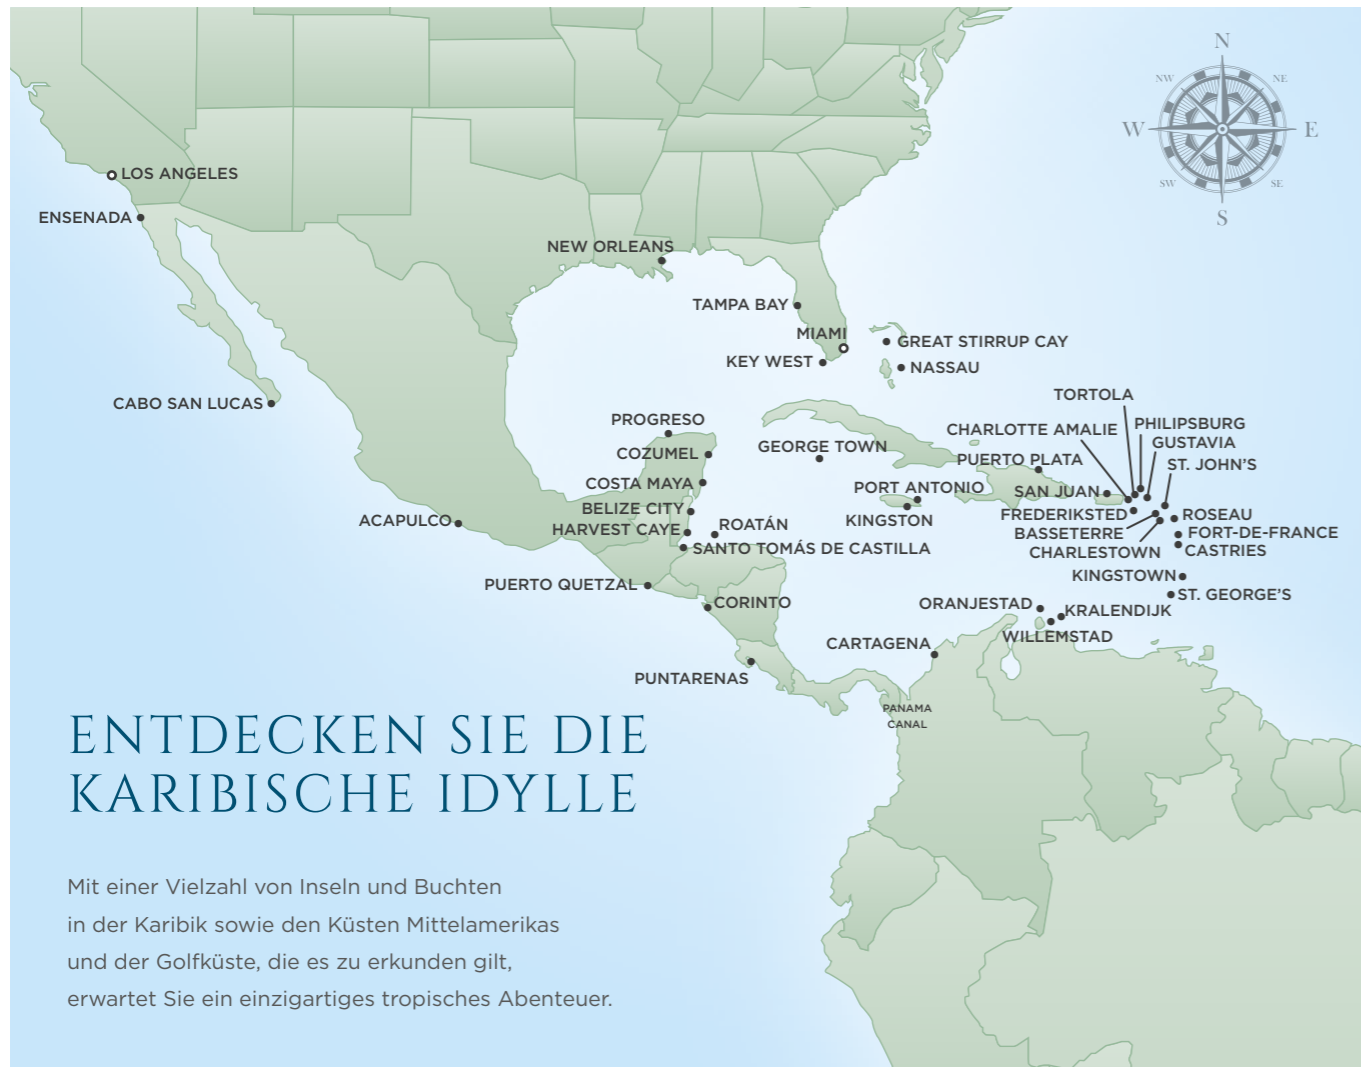 N
NW
NE
W
E
SW
SE
S
LOS ANGELES
ENSENADA
NEW ORLEANS
TAMPA BAY
MIAMI
GREAT STIRRUP CAY
KEY WEST
NASSAU
TORTOLA
CABO SAN LUCAS
PROGRESO
CHARLOTTE AMALIE
PHILIPSBURG
GUSTAVIA
COZUMEL
GEORGE TOWN
PUERTO PLATA
ST. JOHN'S
COSTA MAYA
PORT ANTONIO
SAN JUAN
BELIZE CITY
FREDERIKSTED
ROSEAU
ACAPULCO
HARVEST CAYE
ROATÁN
KINGSTON
BASSETERRE
FORT-DE-FRANCE
SANTO TOMÁS DE CASTILLA
CHARLESTOWN
CASTRIES
KINGSTOWN
PUERTO QUETZAL
ST. GEORGE'S
CORINTO
ORANJESTAD
KRALENDIJK
CARTAGENA
WILLEMSTAD
PUNTARENAS
PANAMA
CANAL
ENTDECKEN SIE DIE
KARIBISCHE IDYLLE
Mit einer Vielzahl von Inseln und Buchten
in der Karibik sowie den Küsten Mittelamerikas
und der Golfküste, die es zu erkunden gilt,
erwartet Sie ein einzigartiges tropisches Abenteuer.